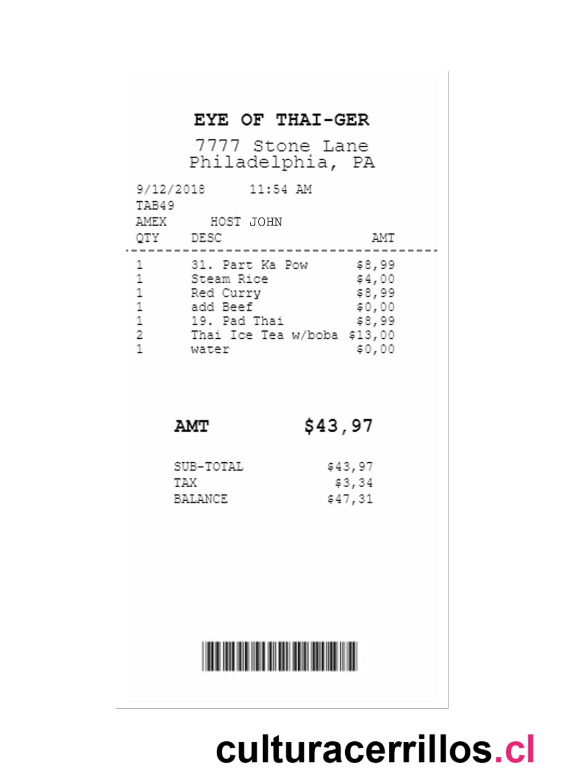 EYE OF THAI-GER
7777 Stone Lane
Philadelphia, PA
9/12/2018 11:54 AM
TAB49
AMEX HOST JOHN
QTY DESC AMT
1 31. Part Ka Pow $8,99
1 Steam Rice $4,00
1 Red Curry $8,99
1 add Beef $0,00
1 19. Pad Thai $8,99
2 Thai Ice Tea w/boba $13,00
1 water $0,00
AMT $43,97
SUB-TOTAL $43,97
TAX $3,34
BALANCE $47,31
culturacerrillos.cl